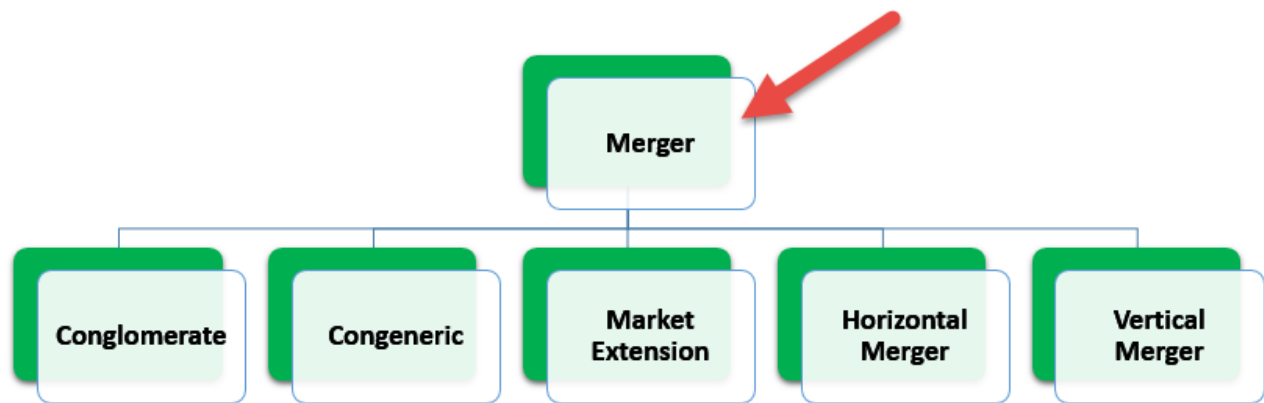 Merger
Conglomerate
Congeneric
Market
Extension
Horizontal
Merger
Vertical
Merger